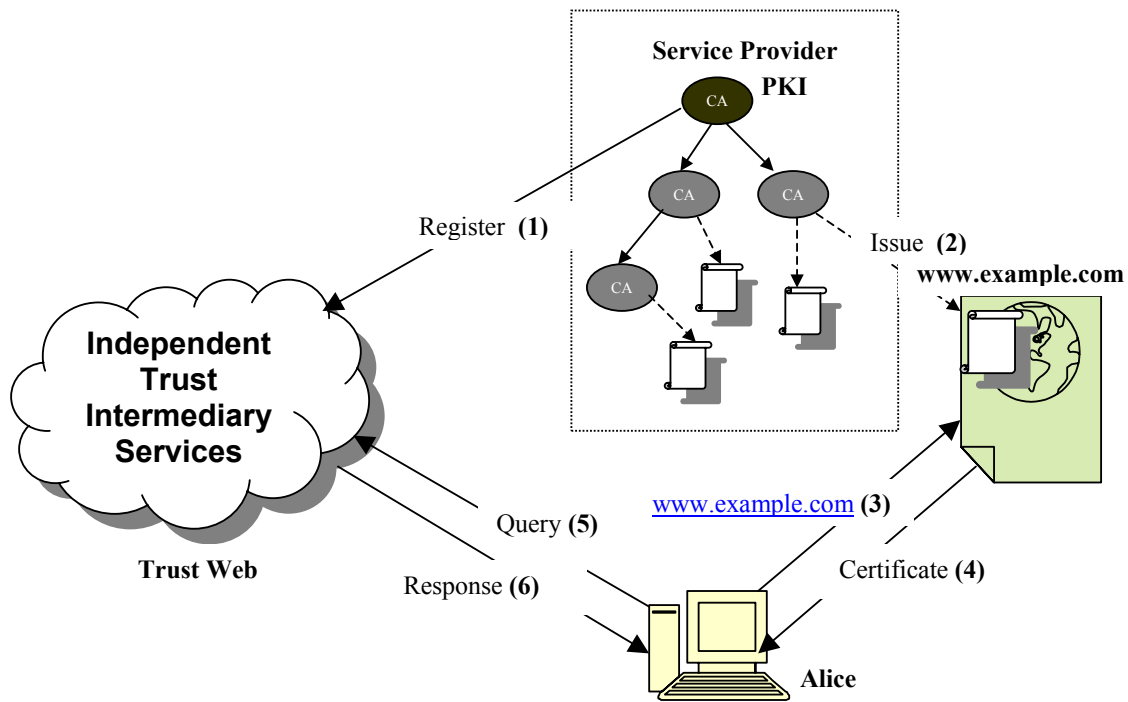 Service Provider
PKI
CA
CA
CA
CA
Register (1)
Issue (2)
www.example.com
Independent
Trust
Intermediary
Services
Trust Web
www.example.com (3)
Query (5)
Certificate (4)
Response (6)
Alice